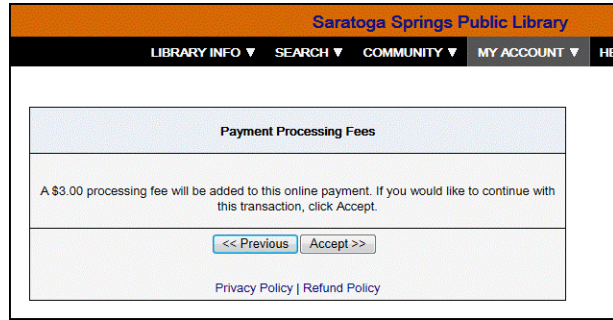 Saratoga Springs Public Library
LIBRARY INFO ▼ SEARCH ▼ COMMUNITY ▼ MY ACCOUNT ▼ HE
Payment Processing Fees
A $3.00 processing fee will be added to this online payment. If you would like to continue with
this transaction, click Accept.
<< Previous Accept >>
Privacy Policy | Refund Policy